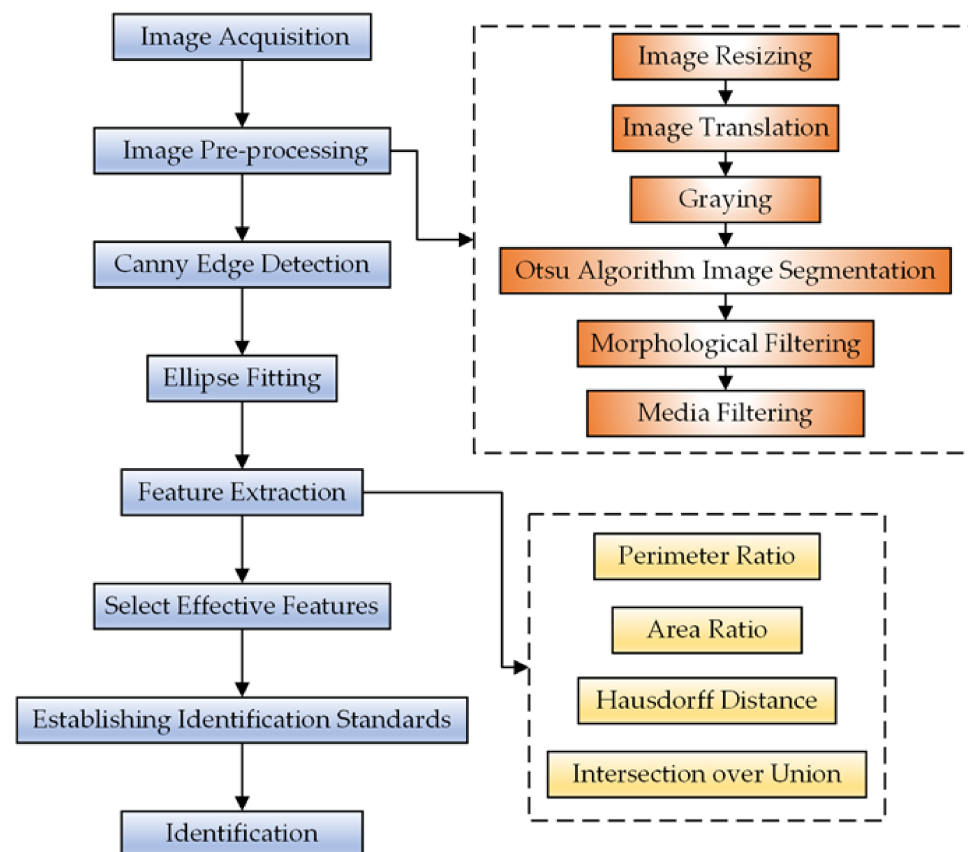 Image Acquisition
Image Pre-processing
Canny Edge Detection
Ellipse Fitting
Feature Extraction
Select Effective Features
Establishing Identification Standards
Identification
Image Resizing
Image Translation
Graying
Otsu Algorithm Image Segmentation
Morphological Filtering
Media Filtering
Perimeter Ratio
Area Ratio
Hausdorff Distance
Intersection over Union